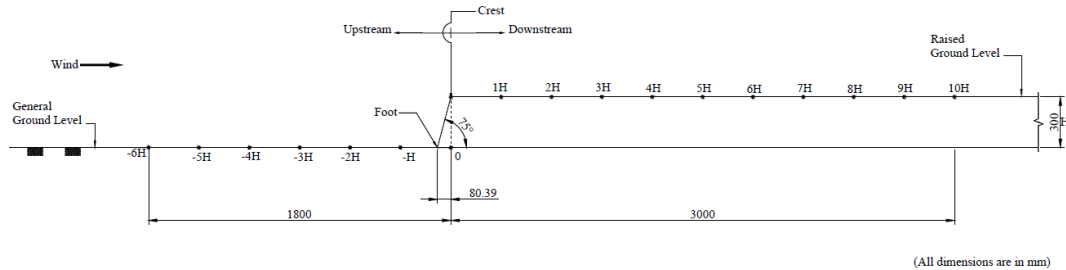 Crest
Upstream
Downstream
Wind
Raised
Ground Level
General
Ground Level
Foot
75°
1H
2H
3H
4H
5H
6H
7H
8H
9H
10H
300
H
-6H
-5H
-4H
-3H
-2H
-H
0
80.39
1800
3000
(All dimensions are in mm)